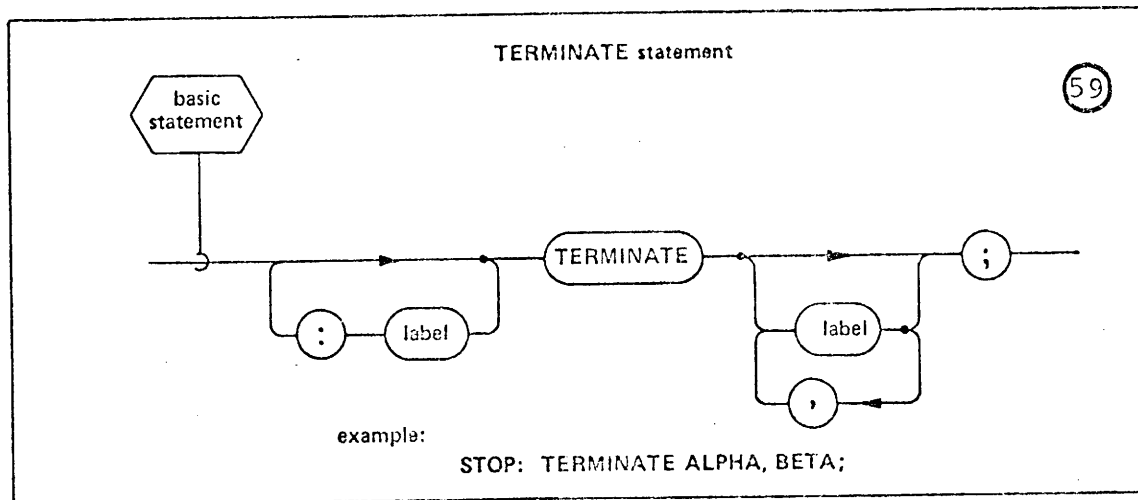 TERMINATE statement
59
basic
statement
TERMINATE
;
: label
label
,
example:
STOP: TERMINATE ALPHA, BETA;